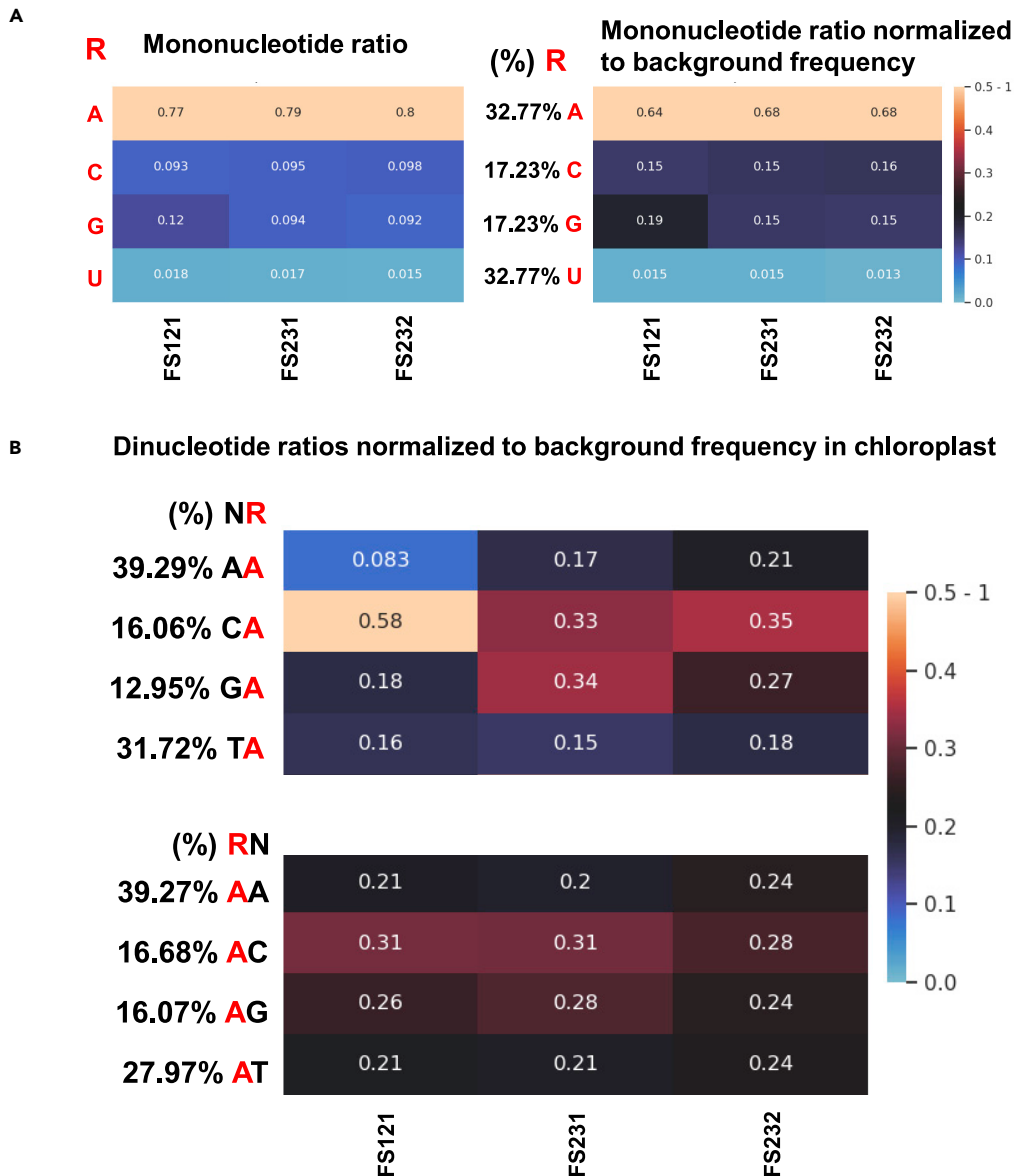 A
R
Mononucleotide ratio
(%) R
Mononucleotide ratio normalized
to background frequency
A 0.77 0.79 0.8
C 0.093 0.095 0.098
G 0.12 0.094 0.092
U 0.018 0.017 0.015
FS121 FS231 FS232
32.77% A 0.64 0.68 0.68
17.23% C 0.15 0.15 0.16
17.23% G 0.19 0.15 0.15
32.77% U 0.015 0.015 0.013
FS121 FS231 FS232
0.5 - 1
0.4
0.3
0.2
0.1
0.0
B
Dinucleotide ratios normalized to background frequency in chloroplast
(%) NR
39.29% AA 0.083 0.17 0.21
16.06% CA 0.58 0.33 0.35
12.95% GA 0.18 0.34 0.27
31.72% TA 0.16 0.15 0.18
(%) RN
39.27% AA 0.21 0.2 0.24
16.68% AC 0.31 0.31 0.28
16.07% AG 0.26 0.28 0.24
27.97% AT 0.21 0.21 0.24
FS121 FS231 FS232
0.5 - 1
0.4
0.3
0.2
0.1
0.0